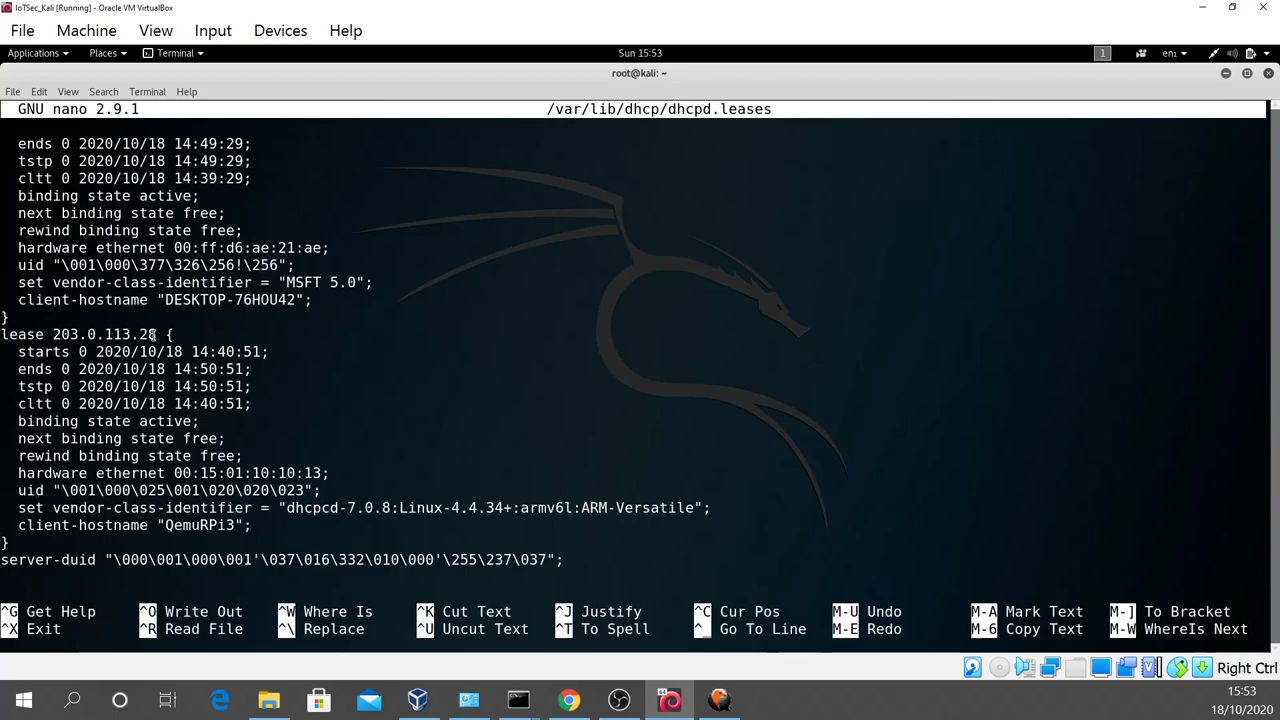 IoTSec_Kali [Running] - Oracle VM VirtualBox
File Machine View Input Devices Help
Applications Places Terminal Sun 15:53 1 en1
root@kali: ~
File Edit View Search Terminal Help
GNU nano 2.9.1 /var/lib/dhcp/dhcpd.leases
ends 0 2020/10/18 14:49:29;
tstp 0 2020/10/18 14:49:29;
cltt 0 2020/10/18 14:39:29;
binding state active;
next binding state free;
rewind binding state free;
hardware ethernet 00:ff:d6:ae:21:ae;
uid "\001\000\377\326\256!\256";
set vendor-class-identifier = "MSFT 5.0";
client-hostname "DESKTOP-76HOU42";
}
lease 203.0.113.28 {
starts 0 2020/10/18 14:40:51;
ends 0 2020/10/18 14:50:51;
tstp 0 2020/10/18 14:50:51;
cltt 0 2020/10/18 14:40:51;
binding state active;
next binding state free;
rewind binding state free;
hardware ethernet 00:15:01:10:10:13;
uid "\001\000\025\001\020\020\023";
set vendor-class-identifier = "dhcpcd-7.0.8:Linux-4.4.34+:armv6l:ARM-Versatile";
client-hostname "QemuRPi3";
}
server-duid "\000\001\000\001'\037\016\332\010\000'\255\237\037";
^G Get Help ^O Write Out ^W Where Is ^K Cut Text ^J Justify ^C Cur Pos M-U Undo M-A Mark Text M-] To Bracket
^X Exit ^R Read File ^\ Replace ^U Uncut Text ^T To Spell ^_ Go To Line M-E Redo M-6 Copy Text M-W WhereIs Next
Right Ctrl
15:53
18/10/2020